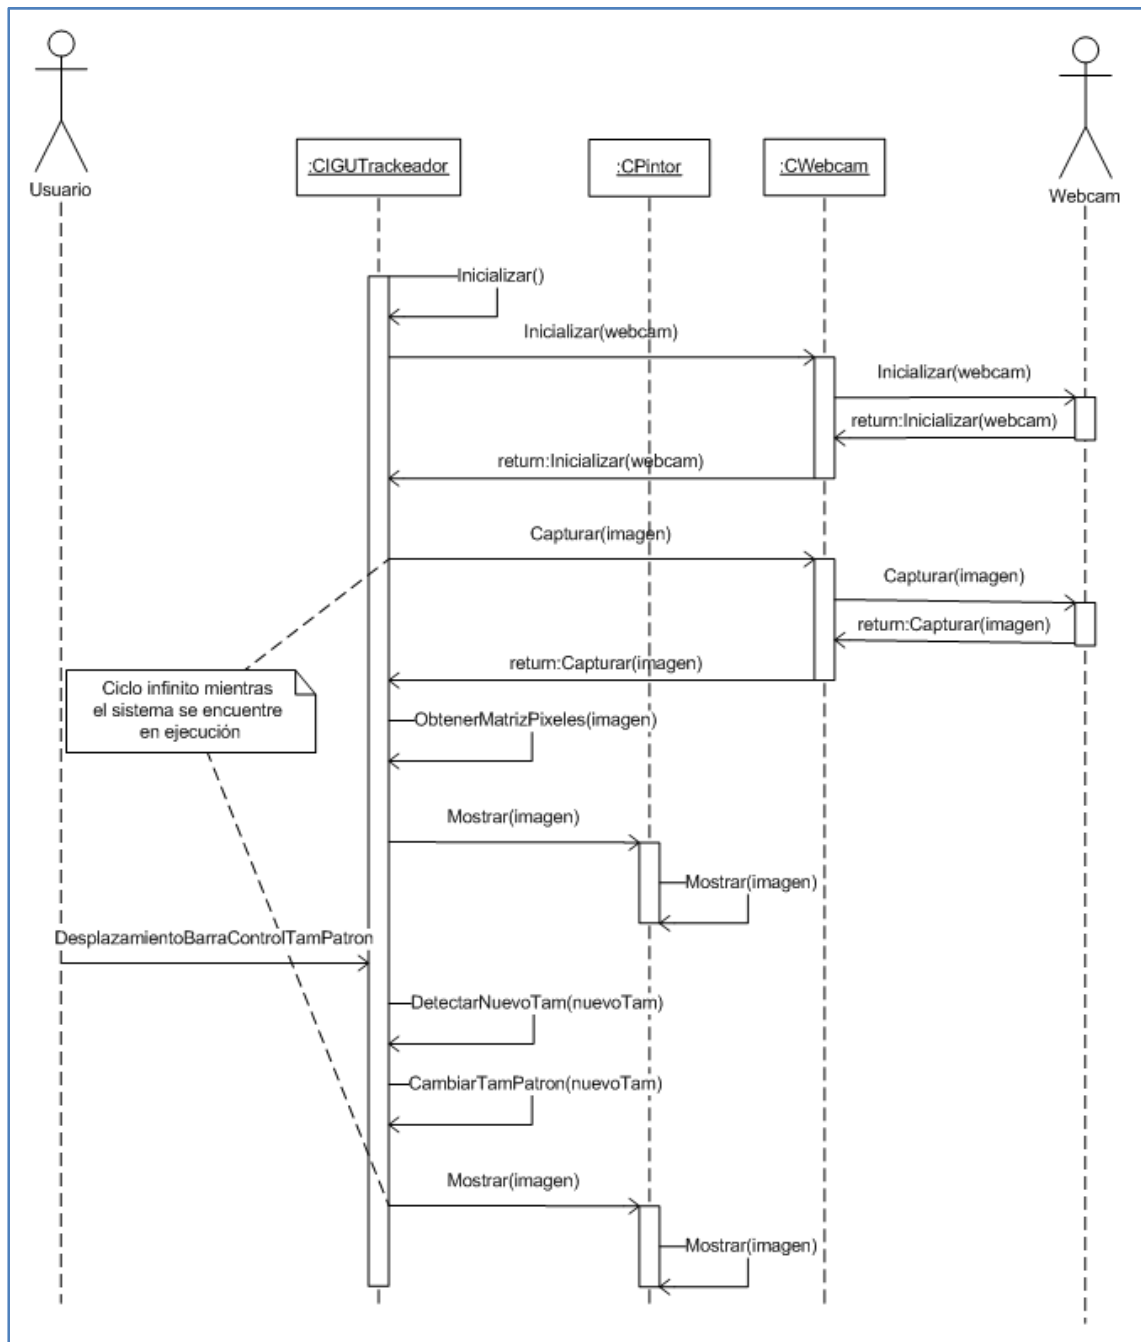 Usuario
:CIGUTrackeador
:CPintor
:CWebcam
Webcam
Inicializar()
Inicializar(webcam)
Inicializar(webcam)
return:Inicializar(webcam)
return:Inicializar(webcam)
Capturar(imagen)
Capturar(imagen)
return:Capturar(imagen)
return:Capturar(imagen)
Ciclo infinito mientras
el sistema se encuentre
en ejecución
ObtenerMatrizPixeles(imagen)
Mostrar(imagen)
Mostrar(imagen)
DesplazamientoBarraControlTamPatron
DetectarNuevoTam(nuevoTam)
CambiarTamPatron(nuevoTam)
Mostrar(imagen)
Mostrar(imagen)